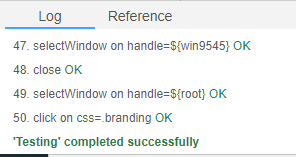 Log Reference
47. selectWindow on handle=${win9545} OK
48. close OK
49. selectWindow on handle=${root} OK
50. click on css=.branding OK
'Testing' completed successfully